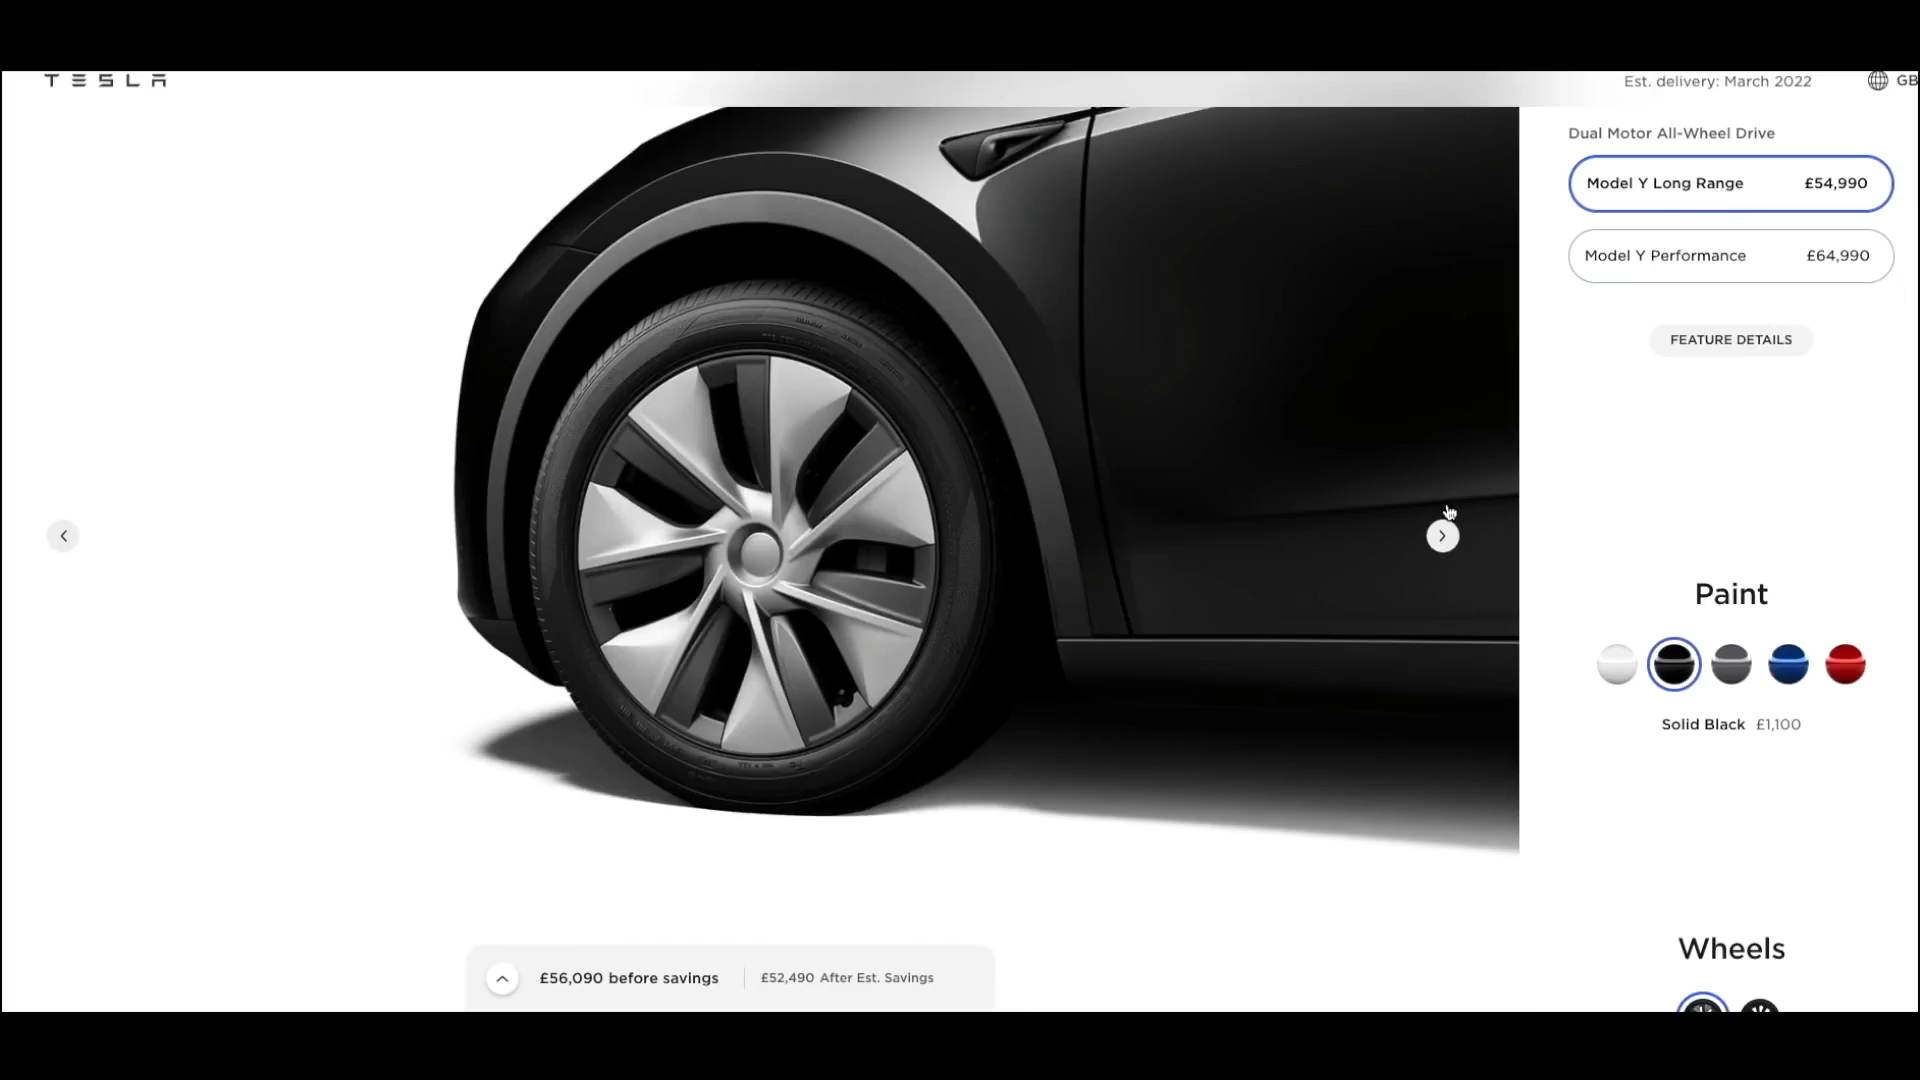 TESLA
Est. delivery: March 2022
GB
Dual Motor All-Wheel Drive
Model Y Long Range £54,990
Model Y Performance £64,990
FEATURE DETAILS
Paint
Solid Black £1,100
Wheels
£56,090 before savings
£52,490 After Est. Savings